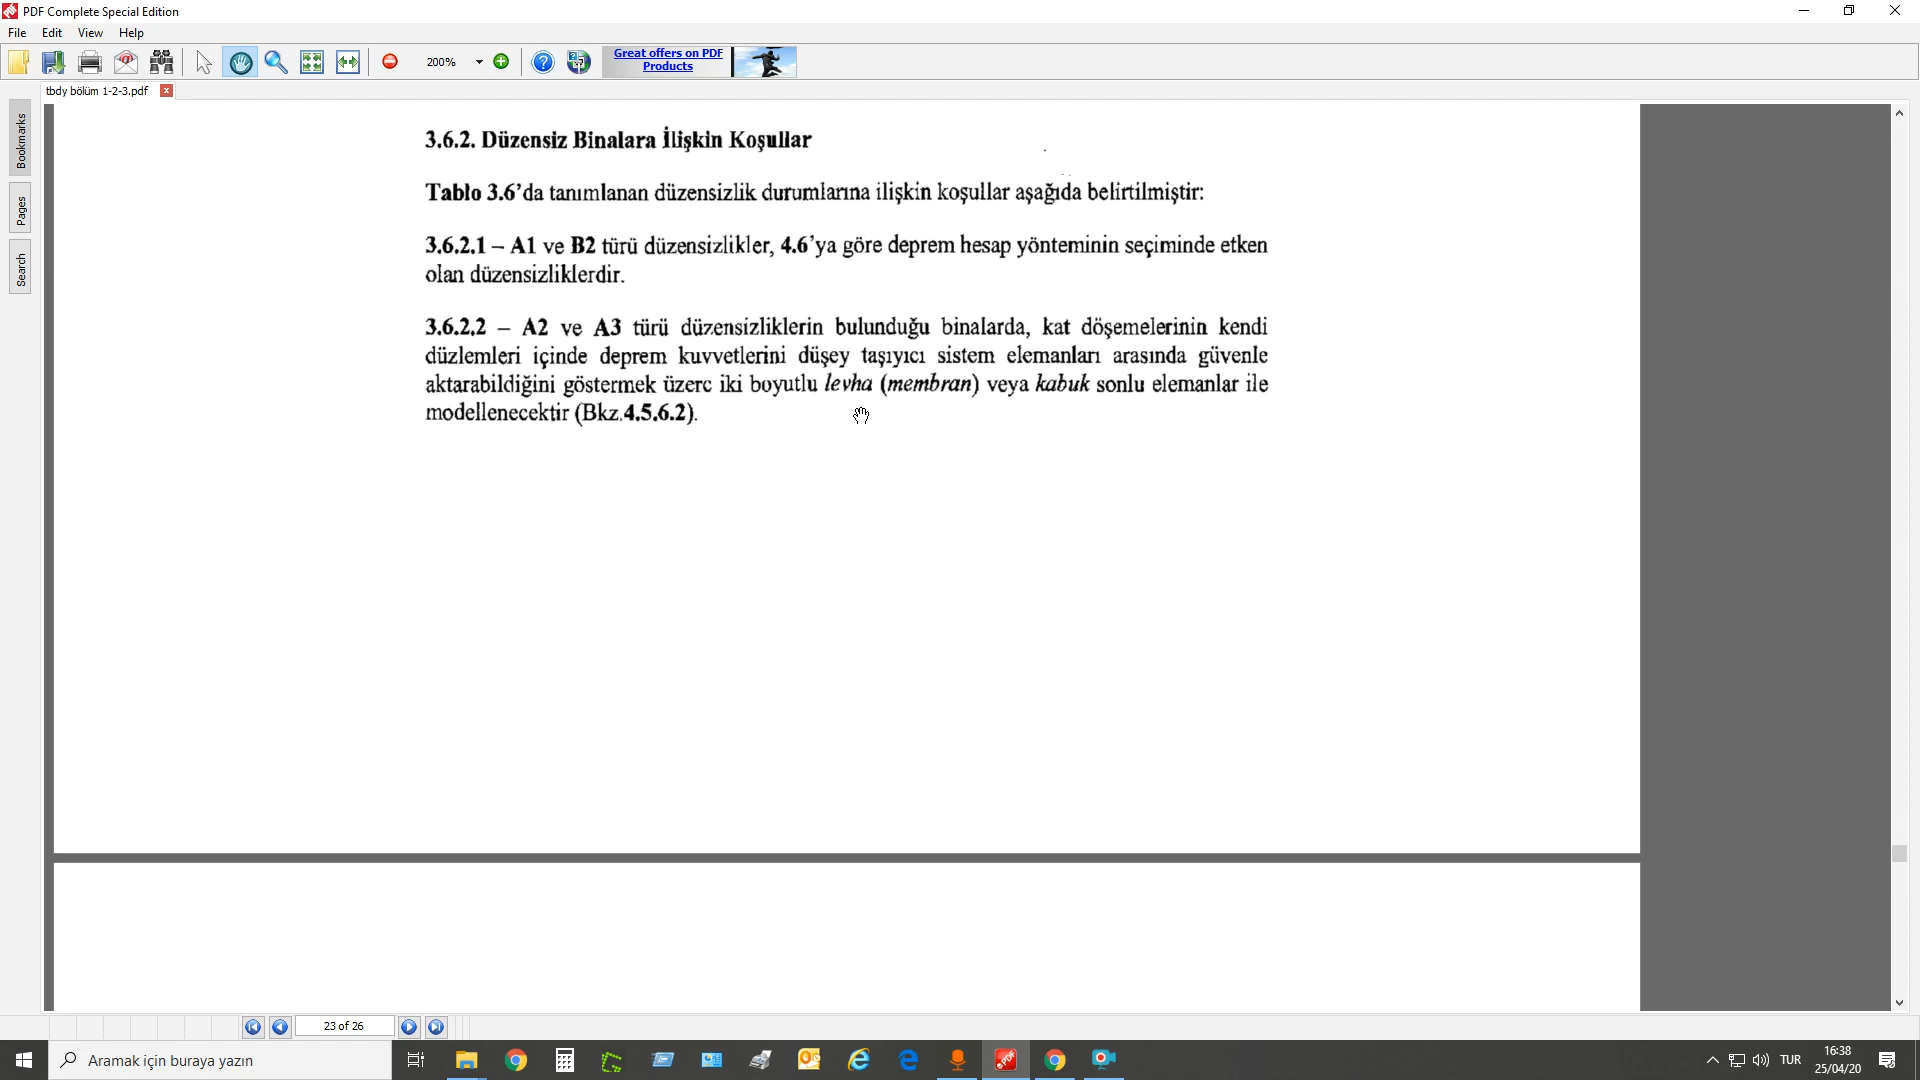 PDF Complete Special Edition
File Edit View Help
200%
Great offers on PDF
Products
tbdy bölüm 1-2-3.pdf
Bookmarks
Pages
Search
3.6.2. Düzensiz Binalara İlişkin Koşullar
Tablo 3.6’da tanımlanan düzensizlik durumlarına ilişkin koşullar aşağıda belirtilmiştir:
3.6.2.1 – A1 ve B2 türü düzensizlikler, 4.6’ya göre deprem hesap yönteminin seçiminde etken
olan düzensizliklerdir.
3.6.2.2 – A2 ve A3 türü düzensizliklerin bulunduğu binalarda, kat döşemelerinin kendi
düzlemleri içinde deprem kuvvetlerini düşey taşıyıcı sistem elemanları arasında güvenle
aktarabildiğini göstermek üzere iki boyutlu levha (membran) veya kabuk sonlu elemanlar ile
modellenecektir (Bkz.4.5.6.2).
23 of 26
Aramak için buraya yazın
TUR
16:38
25/04/20